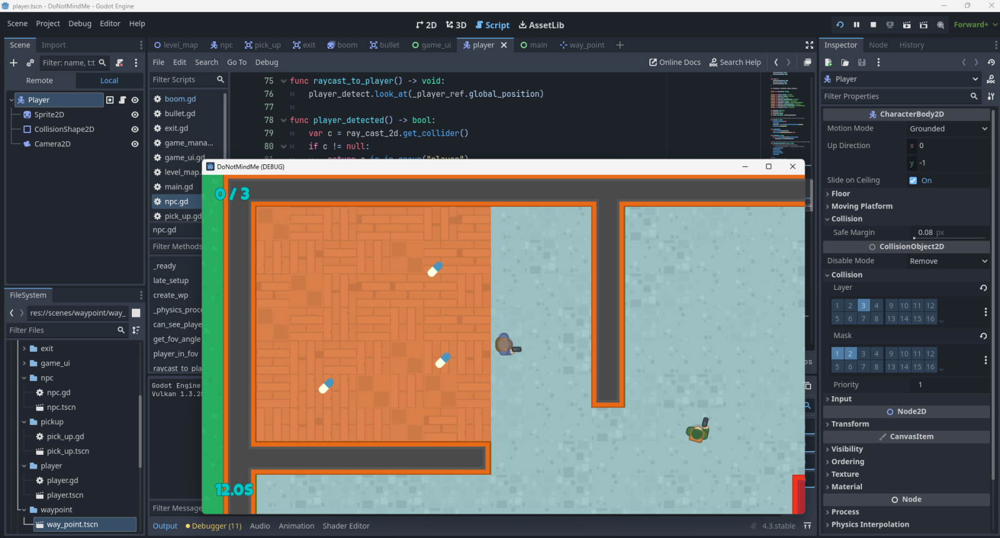 player.tscn - DoNotMindMe - Godot Engine
Scene Project Debug Editor Help
2D 3D Script AssetLib
Forward+
Scene Import
level_map npc pick_up exit boom bullet game_ui player main way_point
Inspector Node History
Filter: name, t:t
File Edit Search Go To Debug
Online Docs Search Help
Remote Local
Filter Scripts
Player
Sprite2D
CollisionShape2D
Camera2D
boom.gd
bullet.gd
exit.gd
game_mana...
game_ui.gd
level_map.
main.gd
npc.gd
pick_up.gd
npc.gd
Filter Methods
_ready
late_setup
create_wp
_physics_proce
can_see_playe
get_fov_angle
player_in_fov
raycast_to_pla
75 func raycast_to_player() -> void:
76 player_detect.look_at(_player_ref.global_position)
77
78 func player_detected() -> bool:
79 var c = ray_cast_2d.get_collider()
80 if c != null:
DoNotMindMe (DEBUG)
0 / 3
12.0S
FileSystem
res://scenes/waypoint/way_
Filter Files
exit
game_ui
npc
npc.gd
npc.tscn
pickup
pick_up.gd
pick_up.tscn
player
player.gd
player.tscn
waypoint
way_point.tscn
Godot Engine
Vulkan 1.3.28
Filter Message
Output Debugger (11) Audio Animation Shader Editor
4.3.stable
Player
Filter Properties
CharacterBody2D
Motion Mode Grounded
Up Direction x 0
y -1
Slide on Ceiling On
Floor
Moving Platform
Collision
Safe Margin 0.08 px
CollisionObject2D
Disable Mode Remove
Collision
Layer
1 2 3 4 9 10 11 12
5 6 7 8 13 14 15 16
Mask
1 2 3 4 9 10 11 12
5 6 7 8 13 14 15 16
Priority 1
Input
Node2D
Transform
CanvasItem
Visibility
Ordering
Texture
Material
Node
Process
Physics Interpolation